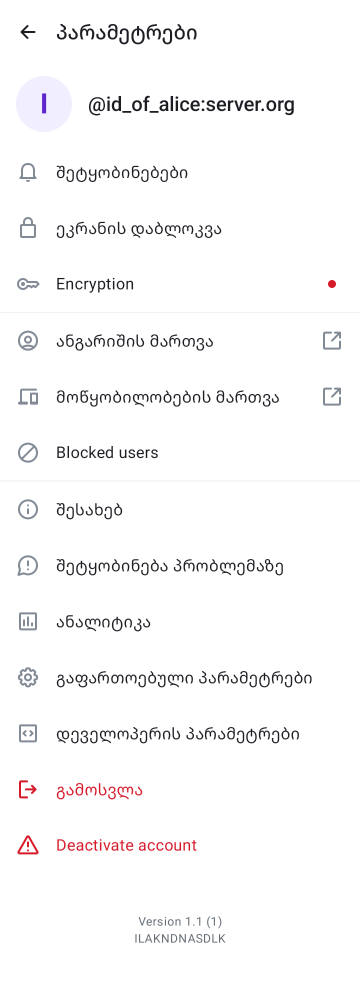 პარამეტრები
I
@id_of_alice:server.org
შეტყობინებები
ეკრანის დაბლოკვა
Encryption
ანგარიშის მართვა
მოწყობილობების მართვა
Blocked users
შესახებ
შეტყობინება პრობლემაზე
ანალიტიკა
გაფართოებული პარამეტრები
დეველოპერის პარამეტრები
გამოსვლა
Deactivate account
Version 1.1 (1)
ILAKNDNASDLK